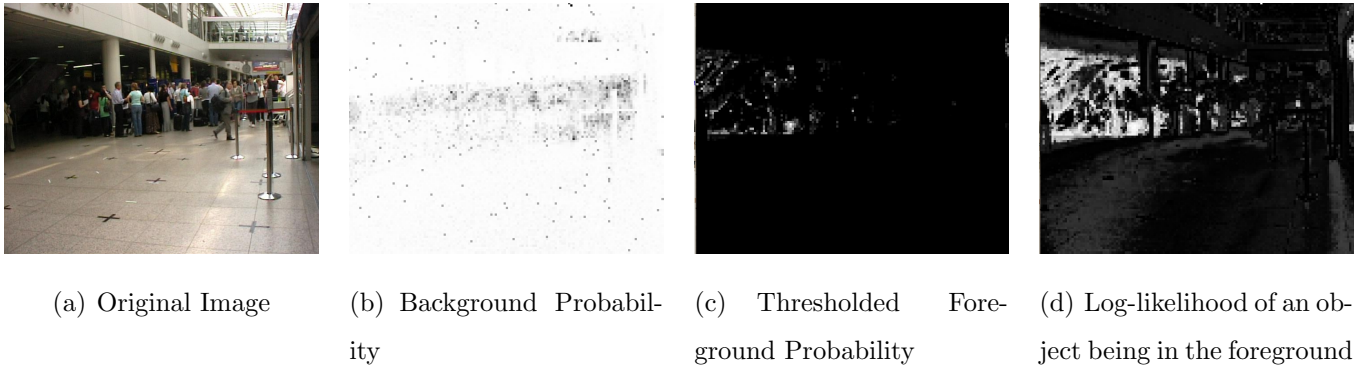 (a) Original Image
(b) Background Probabil-
ity
(c) Thresholded Fore-
ground Probability
(d) Log-likelihood of an ob-
ject being in the foreground